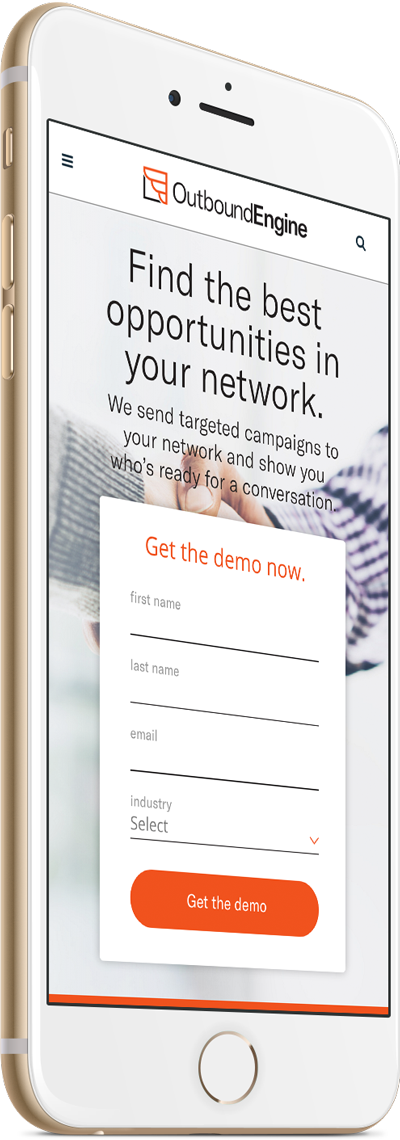 OutboundEngine
Find the best
opportunities in
your network.
We send targeted campaigns to
your network and show you
who's ready for a conversation.
Get the demo now.
first name
last name
email
industry
Select
Get the demo